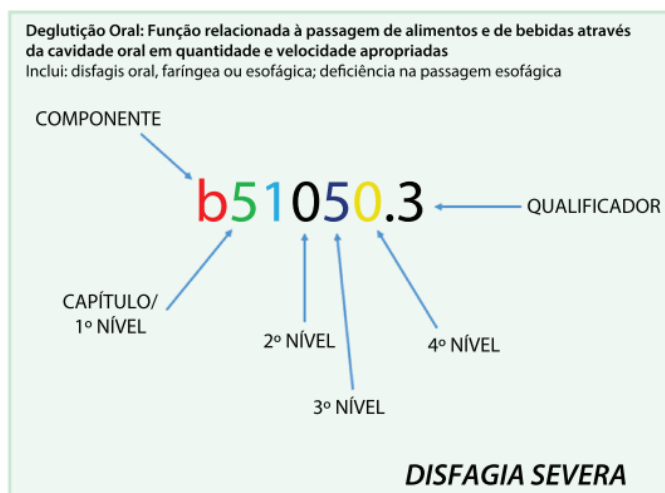 Deglutição Oral: Função relacionada à passagem de alimentos e de bebidas através
da cavidade oral em quantidade e velocidade apropriadas
Inclui: disfagis oral, faríngea ou esofágica; deficiência na passagem esofágica
COMPONENTE
b51050.3
QUALIFICADOR
CAPÍTULO/
1º NÍVEL
2º NÍVEL
4º NÍVEL
3º NÍVEL
DISFAGIA SEVERA